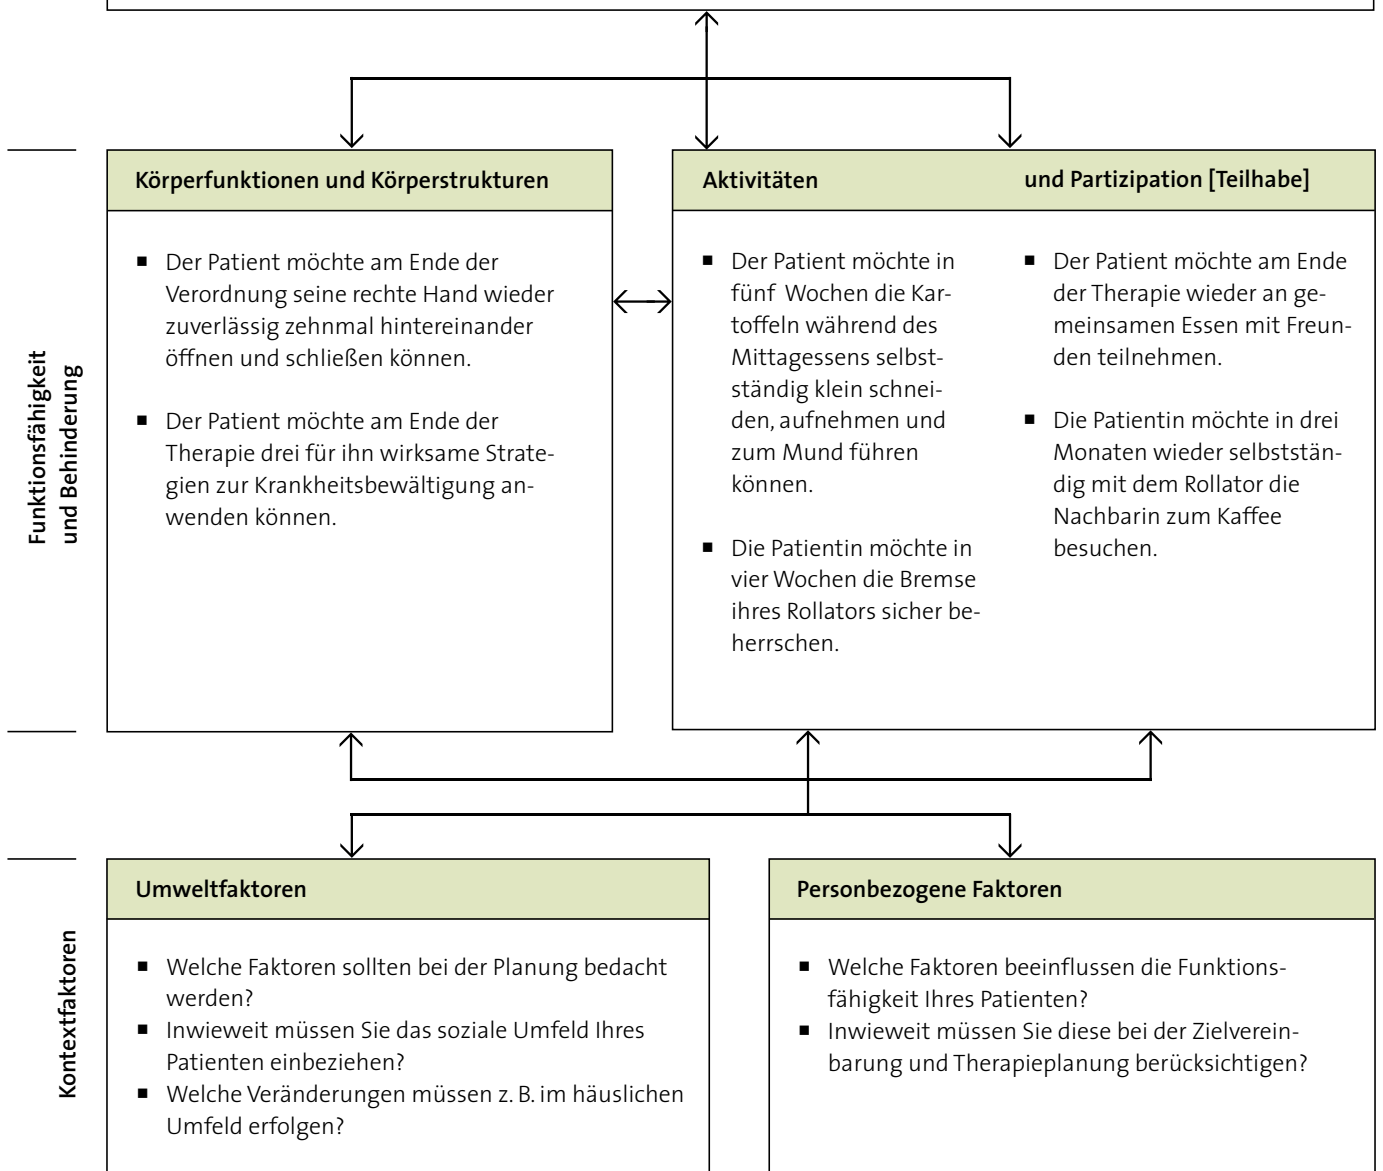 Funktionsfähigkeit
und Behinderung
Körperfunktionen und Körperstrukturen
■ Der Patient möchte am Ende der
Verordnung seine rechte Hand wieder
zuverlässig zehnmal hintereinander
öffnen und schließen können.
■ Der Patient möchte am Ende der
Therapie drei für ihn wirksame Strate-
gien zur Krankheitsbewältigung an-
wenden können.
Aktivitäten
■ Der Patient möchte in
fünf Wochen die Kar-
toffeln während des
Mittagessens selbst-
ständig klein schnei-
den, aufnehmen und
zum Mund führen
können.
■ Die Patientin möchte in
vier Wochen die Bremse
ihres Rollators sicher be-
herrschen.
und Partizipation [Teilhabe]
■ Der Patient möchte am Ende
der Therapie wieder an ge-
meinsamen Essen mit Freun-
den teilnehmen.
■ Die Patientin möchte in drei
Monaten wieder selbststän-
dig mit dem Rollator die
Nachbarin zum Kaffee
besuchen.
Kontextfaktoren
Umweltfaktoren
■ Welche Faktoren sollten bei der Planung bedacht
werden?
■ Inwieweit müssen Sie das soziale Umfeld Ihres
Patienten einbeziehen?
■ Welche Veränderungen müssen z. B. im häuslichen
Umfeld erfolgen?
Personbezogene Faktoren
■ Welche Faktoren beeinflussen die Funktions-
fähigkeit Ihres Patienten?
■ Inwieweit müssen Sie diese bei der Zielverein-
barung und Therapieplanung berücksichtigen?